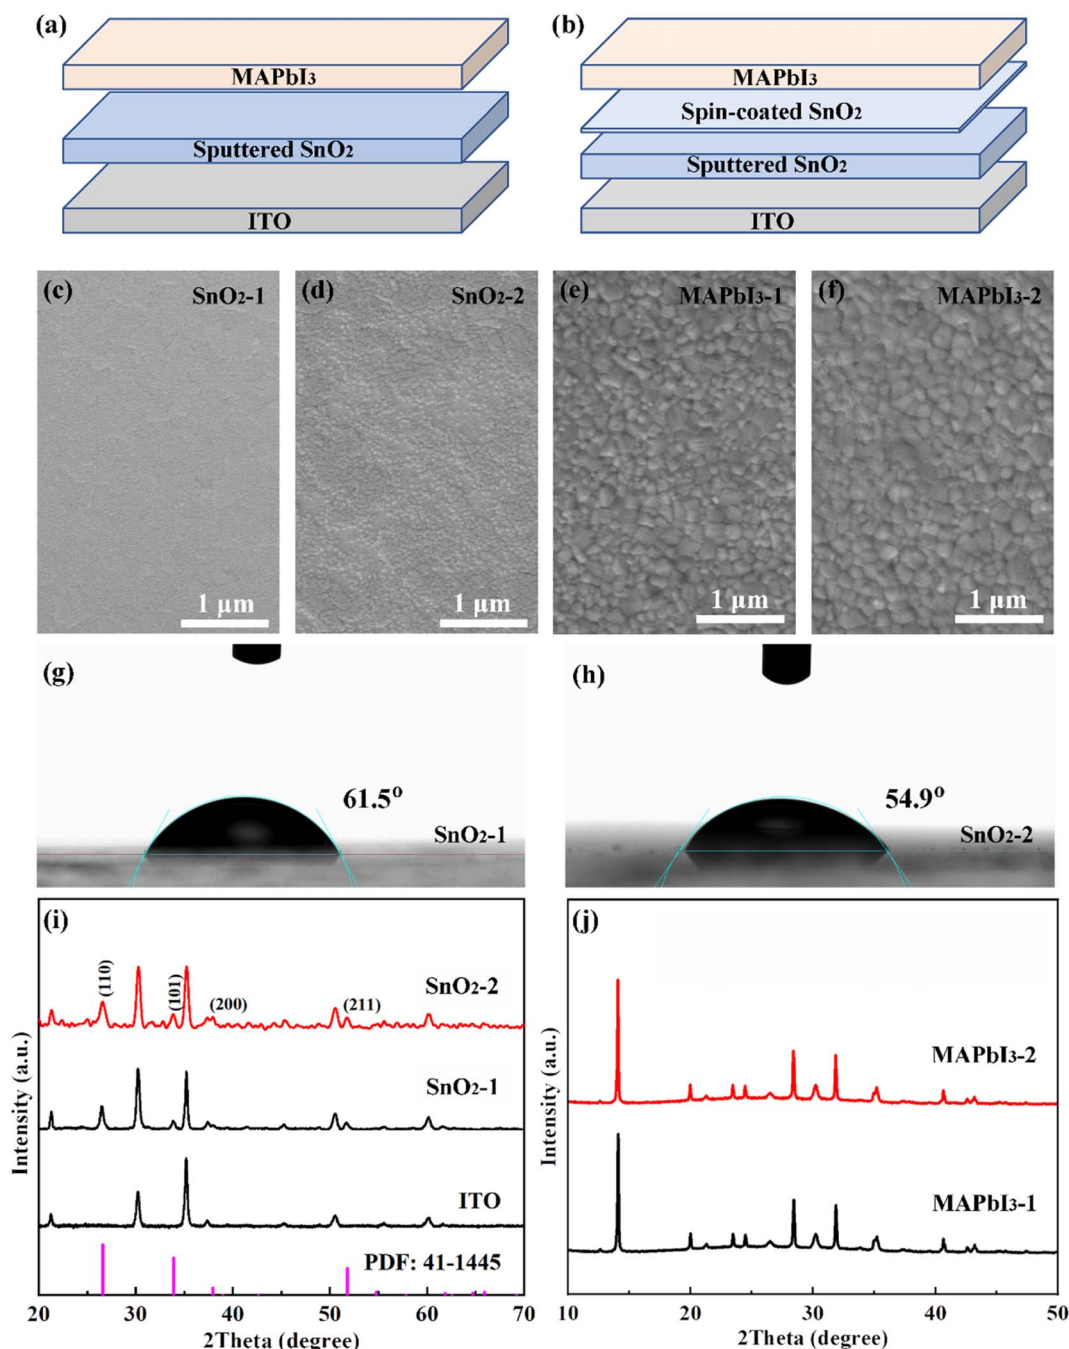 (a)
MAPbI3
Sputtered SnO2
ITO
(b)
MAPbI3
Spin-coated SnO2
Sputtered SnO2
ITO
(c)
SnO2-1
1 µm
(d)
SnO2-2
1 µm
(e)
MAPbI3-1
1 µm
(f)
MAPbI3-2
1 µm
(g)
61.5°
SnO2-1
(h)
54.9°
SnO2-2
(i)
(110)
(101)
(200)
(211)
SnO2-2
SnO2-1
ITO
PDF: 41-1445
Intensity (a.u.)
20 30 40 50 60 70
2Theta (degree)
(j)
MAPbI3-2
MAPbI3-1
Intensity (a.u.)
10 20 30 40 50
2Theta (degree)